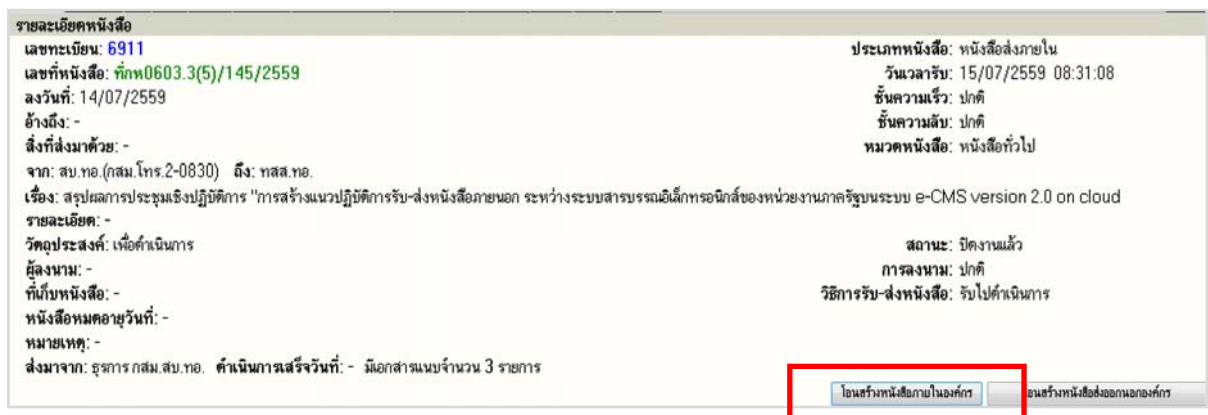 รายละเอียดหนังสือ
เลขทะเบียน: 6911 ประเภทหนังสือ: หนังสือส่งภายใน
เลขที่หนังสือ: ที่กห0603.3(5)/145/2559 วันเวลารับ: 15/07/2559 08:31:08
ลงวันที่: 14/07/2559 ชั้นความเร็ว: ปกติ
อ้างถึง: - ชั้นความลับ: ปกติ
สิ่งที่ส่งมาด้วย: - หมวดหนังสือ: หนังสือทั่วไป
จาก: สบ.ทอ.(กสม.โทร.2-0830) ถึง: ทสส.ทอ.
เรื่อง: สรุปผลการประชุมเชิงปฏิบัติการ "การสร้างแนวปฏิบัติการรับ-ส่งหนังสือภายนอก ระหว่างระบบสารบรรณอิเล็กทรอนิกส์ของหน่วยงานภาครัฐบนระบบ e-CMS version 2.0 on cloud
รายละเอียด: -
วัตถุประสงค์: เพื่อดำเนินการ สถานะ: ปิดงานแล้ว
ผู้ลงนาม: - การลงนาม: ปกติ
ที่เก็บหนังสือ: - วิธีการรับ-ส่งหนังสือ: รับไปดำเนินการ
หนังสือหมดอายุวันที่: -
หมายเหตุ: -
ส่งมาจาก: ธุรการ กสม.สบ.ทอ. ดำเนินการเสร็จวันที่: - มีเอกสารแนบจำนวน 3 รายการ
โอนสร้างหนังสือภายในองค์กร อนสร้างหนังสือส่งออกนอกองค์กร